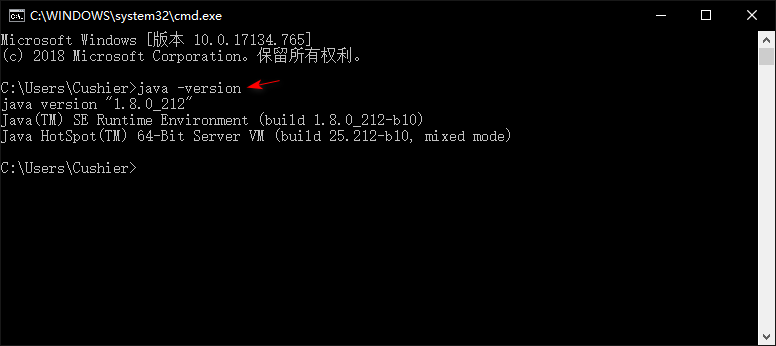 C:\WINDOWS\system32\cmd.exe
Microsoft Windows [版本 10.0.17134.765]
(c) 2018 Microsoft Corporation。保留所有权利。
C:\Users\Cushier>java -version
java version "1.8.0_212"
Java(TM) SE Runtime Environment (build 1.8.0_212-b10)
Java HotSpot(TM) 64-Bit Server VM (build 25.212-b10, mixed mode)
C:\Users\Cushier>